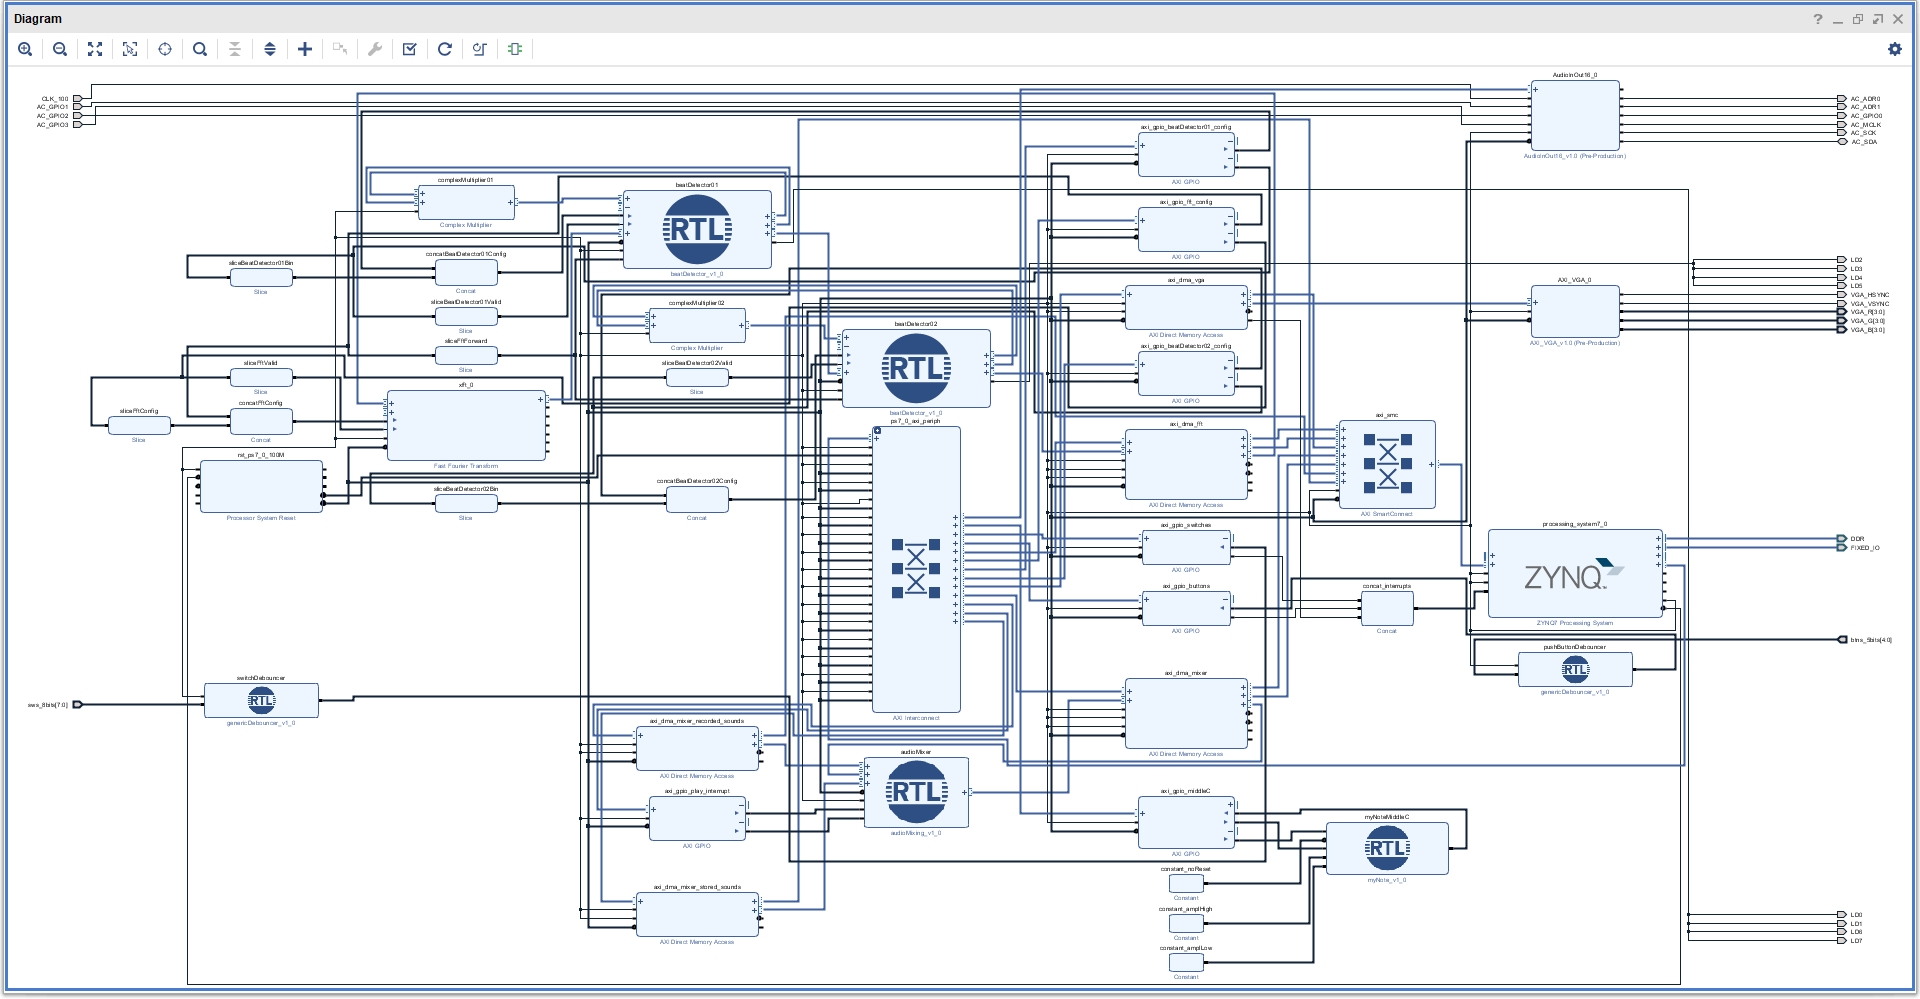 Diagram
AudioInOut16_0
CLK_100
AC_GPIO1
AC_GPIO2
AC_GPIO3
AC_ADR0
AC_ADR1
AC_GPIO0
AC_MCLK
AC_SCK
AC_SDA
AudioInOut16_v1.0 (Pre-Production)
axi_gpio_beatDetector01_config
AXI GPIO
complexMultiplier01
Complex Multiplier
beatDetector01
RTL
beatDetector_v1_0
axi_gpio_fft_config
AXI GPIO
sliceBeatDetector01Bin
Slice
concatBeatDetector01Config
Concat
LD2
LD3
LD4
LD5
VGA_HSYNC
VGA_VSYNC
VGA_R[3:0]
VGA_G[3:0]
VGA_B[3:0]
axi_dma_vga
AXI Direct Memory Access
AXI_VGA_0
AXI_VGA_v1.0 (Pre-Production)
sliceBeatDetector01Valid
Slice
complexMultiplier02
Complex Multiplier
beatDetector02
RTL
beatDetector_v1_0
sliceFftForward
Slice
axi_gpio_beatDetector02_config
AXI GPIO
sliceFftValid
Slice
sliceBeatDetector02Valid
Slice
xfft_0
Fast Fourier Transform
concatFftConfig
Concat
sliceFftConfig
Slice
ps7_0_axi_periph
AXI Interconnect
axi_dma_fft
AXI Direct Memory Access
axi_smc
AXI SmartConnect
rst_ps7_0_100M
Processor System Reset
sliceBeatDetector02Bin
Slice
concatBeatDetector02Config
Concat
axi_gpio_switches
AXI GPIO
processing_system7_0
ZYNQ
ZYNQ7 Processing System
DDR
FIXED_IO
axi_gpio_buttons
AXI GPIO
concat_interrupts
Concat
btns_5bits[4:0]
pushButtonDebouncer
RTL
genericDebouncer_v1_0
switchDebouncer
RTL
genericDebouncer_v1_0
sws_8bits[7:0]
axi_dma_mixer
AXI Direct Memory Access
axi_dma_mixer_recorded_sounds
AXI Direct Memory Access
audioMixer
RTL
audioMixing_v1_0
axi_gpio_play_interrupt
AXI GPIO
axi_gpio_middleC
AXI GPIO
myNoteMiddleC
RTL
myNote_v1_0
constant_noReset
Constant
axi_dma_mixer_stored_sounds
AXI Direct Memory Access
constant_amplHigh
Constant
constant_amplLow
Constant
LD0
LD1
LD6
LD7